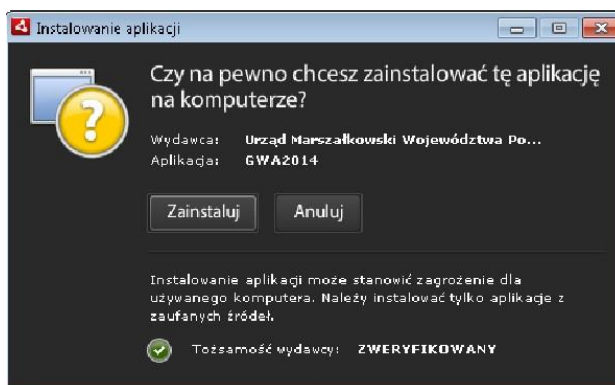 Instalowanie aplikacji
Czy na pewno chcesz zainstalować tę aplikację
na komputerze?
Wydawca: Urząd Marszałkowski Województwa Po...
Aplikacja: GWA2014
Zainstaluj Anuluj
Instalowanie aplikacji może stanowić zagrożenie dla
używanego komputera. Należy instalować tylko aplikacje z
zaufanych źródeł.
Tożsamość wydawcy: ZWERYFIKOWANY